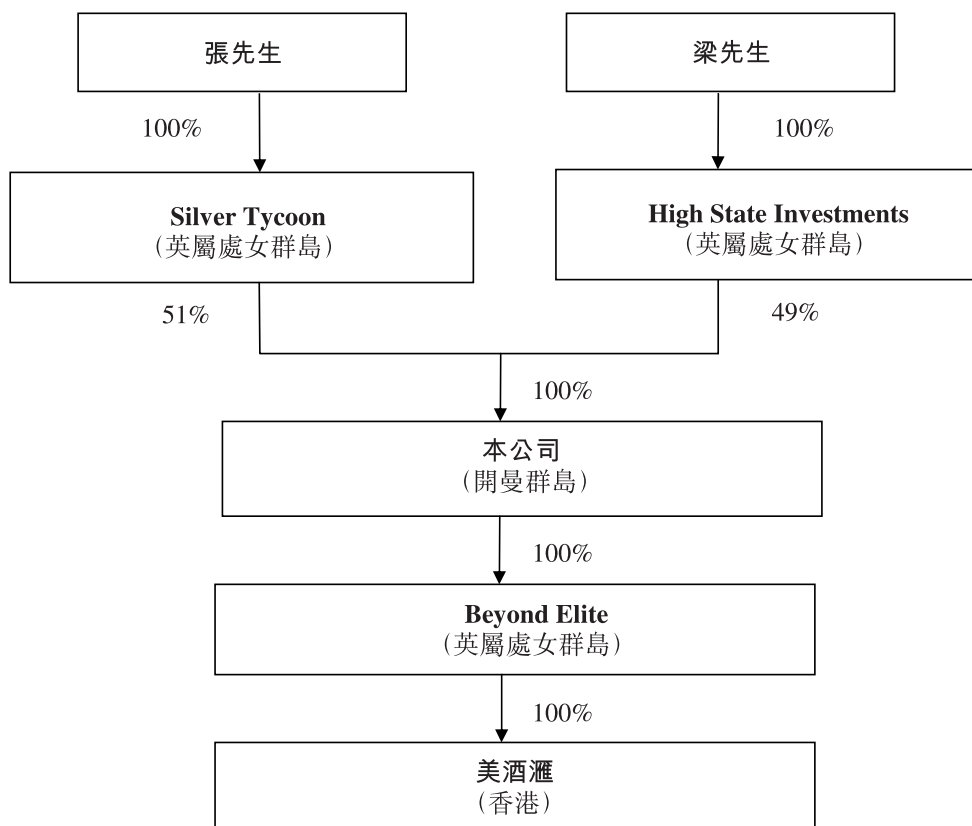 張先生
梁先生
100%
100%
Silver Tycoon
(英屬處女群島)
High State Investments
(英屬處女群島)
51%
49%
100%
本公司
(開曼群島)
100%
Beyond Elite
(英屬處女群島)
100%
美酒滙
(香港)